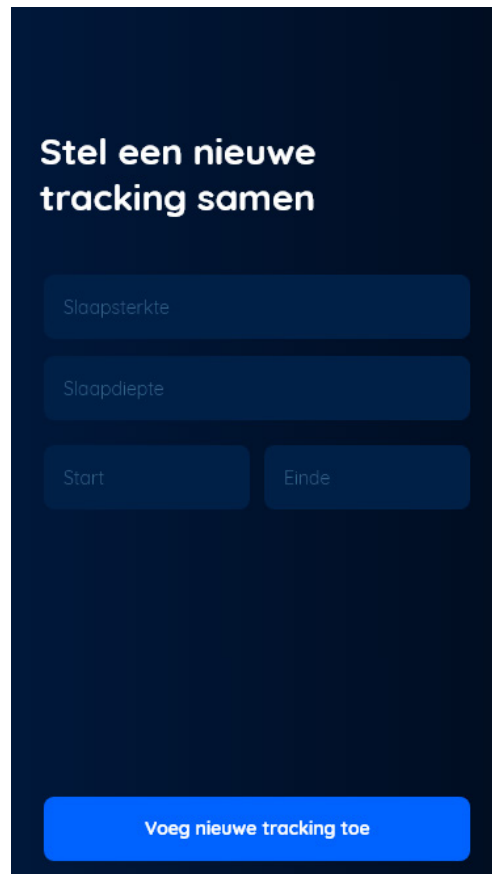 Stel een nieuwe
tracking samen
Slaapsterkte
Slaapdiepte
Start Einde
Voeg nieuwe tracking toe